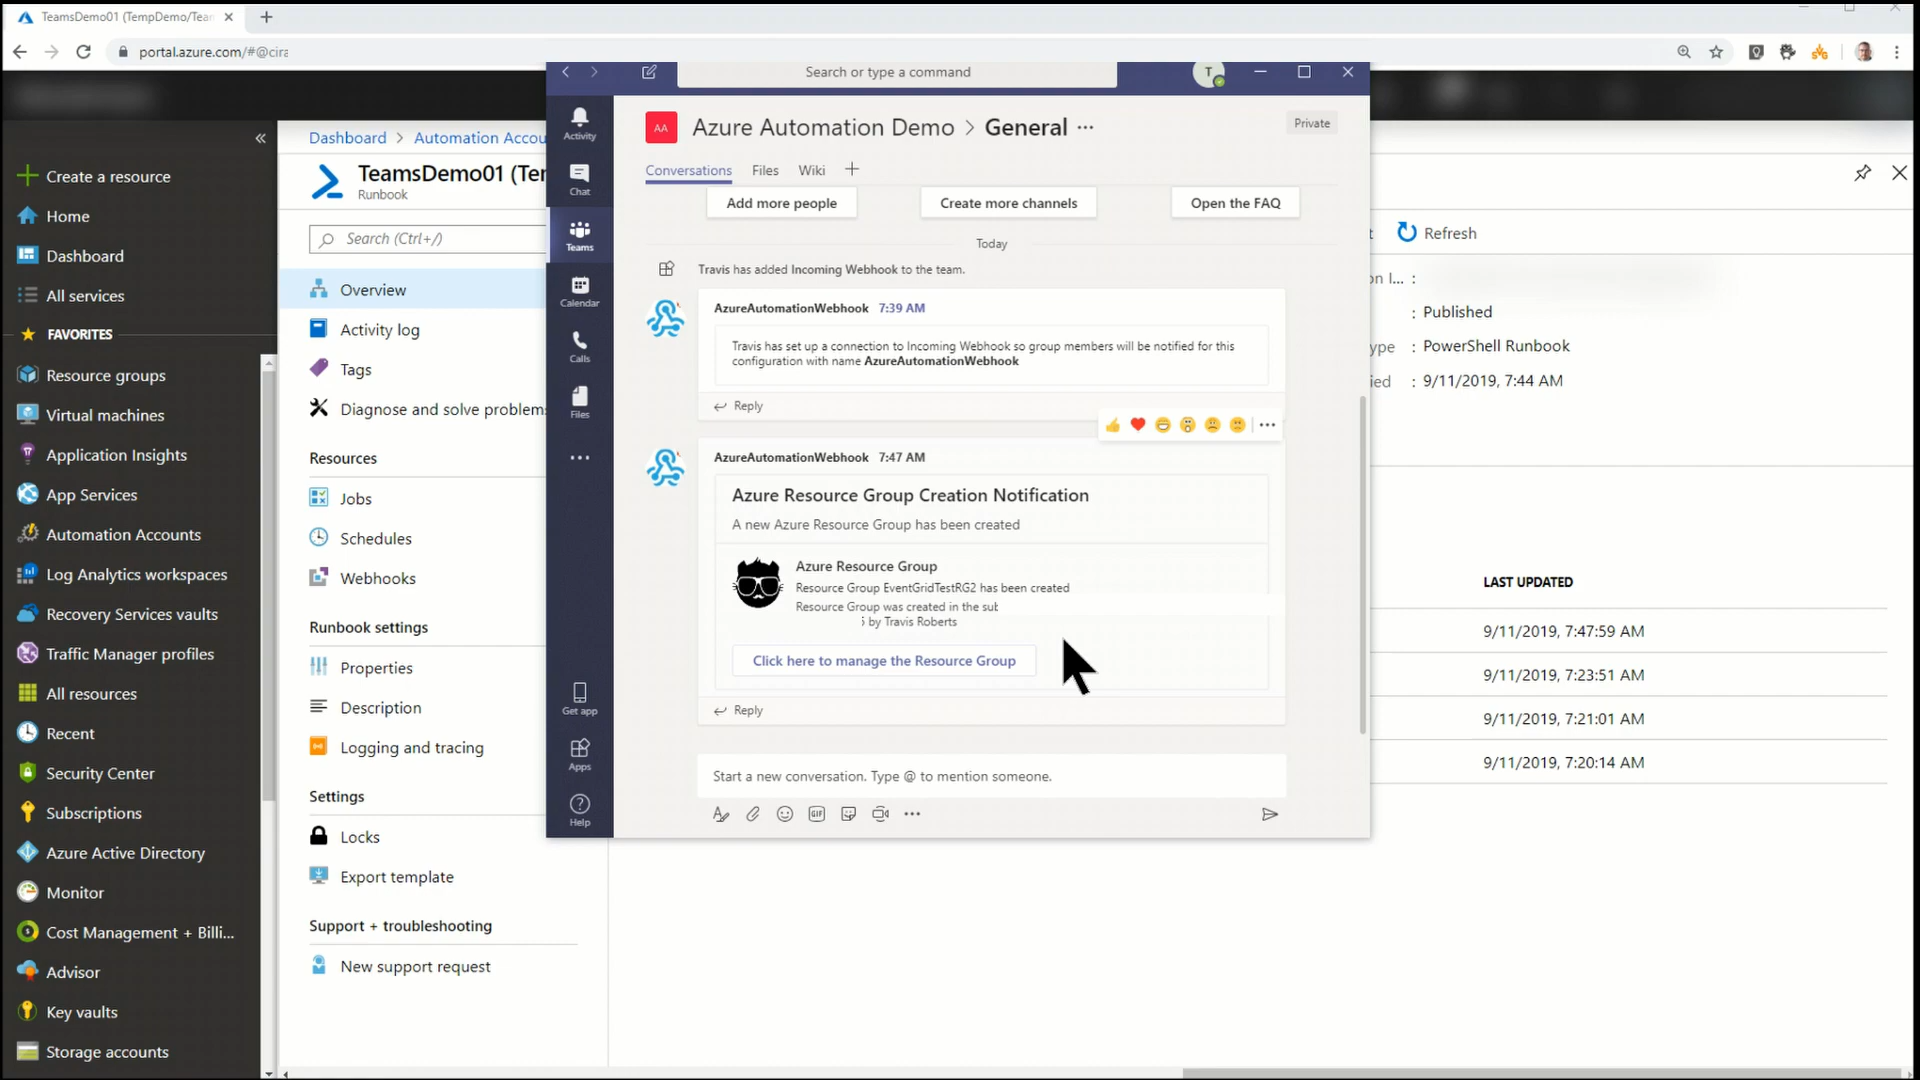 TeamsDemo01 (TempDemo/Tear
portal.azure.com/#@cira
Create a resource
Home
Dashboard
All services
FAVORITES
Resource groups
Virtual machines
Application Insights
App Services
Automation Accounts
Log Analytics workspaces
Recovery Services vaults
Traffic Manager profiles
All resources
Recent
Security Center
Subscriptions
Azure Active Directory
Monitor
Cost Management + Billi...
Advisor
Key vaults
Storage accounts
Dashboard > Automation Accou
TeamsDemo01 (Ter
Runbook
Search (Ctrl+/)
Overview
Activity log
Tags
Diagnose and solve problems
Resources
Jobs
Schedules
Webhooks
Runbook settings
Properties
Description
Logging and tracing
Settings
Locks
Export template
Support + troubleshooting
New support request
Search or type a command
T
Activity
Chat
Teams
Calendar
Calls
Files
Get app
Apps
Help
AA
Azure Automation Demo > General ...
Private
Conversations Files Wiki
Add more people
Create more channels
Open the FAQ
Today
Travis has added Incoming Webhook to the team.
AzureAutomationWebhook 7:39 AM
Travis has set up a connection to Incoming Webhook so group members will be notified for this
configuration with name AzureAutomationWebhook
Reply
AzureAutomationWebhook 7:47 AM
Azure Resource Group Creation Notification
A new Azure Resource Group has been created
Azure Resource Group
Resource Group EventGridTestRG2 has been created
Resource Group was created in the sub
by Travis Roberts
Click here to manage the Resource Group
Reply
Start a new conversation. Type @ to mention someone.
GIF
Refresh
on I... :
: Published
ype : PowerShell Runbook
ied : 9/11/2019, 7:44 AM
LAST UPDATED
9/11/2019, 7:47:59 AM
9/11/2019, 7:23:51 AM
9/11/2019, 7:21:01 AM
9/11/2019, 7:20:14 AM